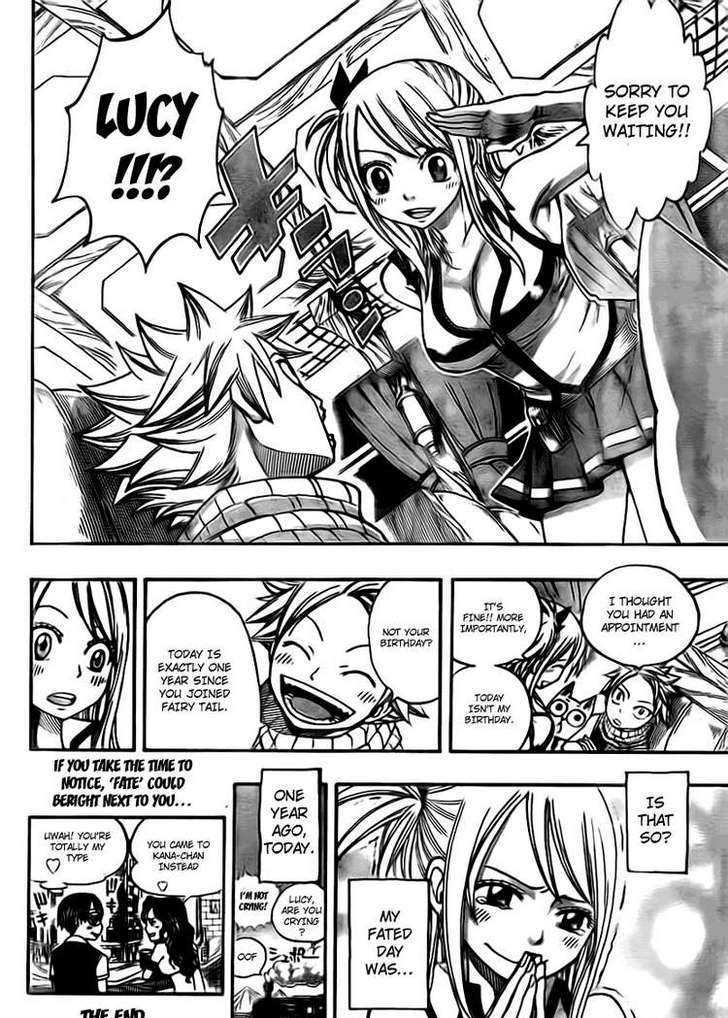 SORRY TO
KEEP YOU
WAITING!!
LUCY
!!!?
ギューン
I THOUGHT
YOU HAD AN
APPOINTMENT
...
IT'S
FINE!! MORE
IMPORTANTLY,
TODAY
ISN'T MY
BIRTHDAY.
NOT YOUR
BIRTHDAY?
TODAY IS
EXACTLY ONE
YEAR SINCE
YOU JOINED
FAIRY TAIL.
IS
THAT
SO?
MY
FATED
DAY
WAS...
ONE
YEAR
AGO,
TODAY.
LUCY,
ARE YOU
CRYING
?
I'M NOT
CRYING!
OOF
IF YOU TAKE THE TIME TO
NOTICE, 'FATE' COULD
BERIGHT NEXT TO YOU...
YOU CAME TO
KANA-CHAN
INSTEAD
♡
UWAH! YOU'RE
TOTALLY MY
TYPE
♡
THE END